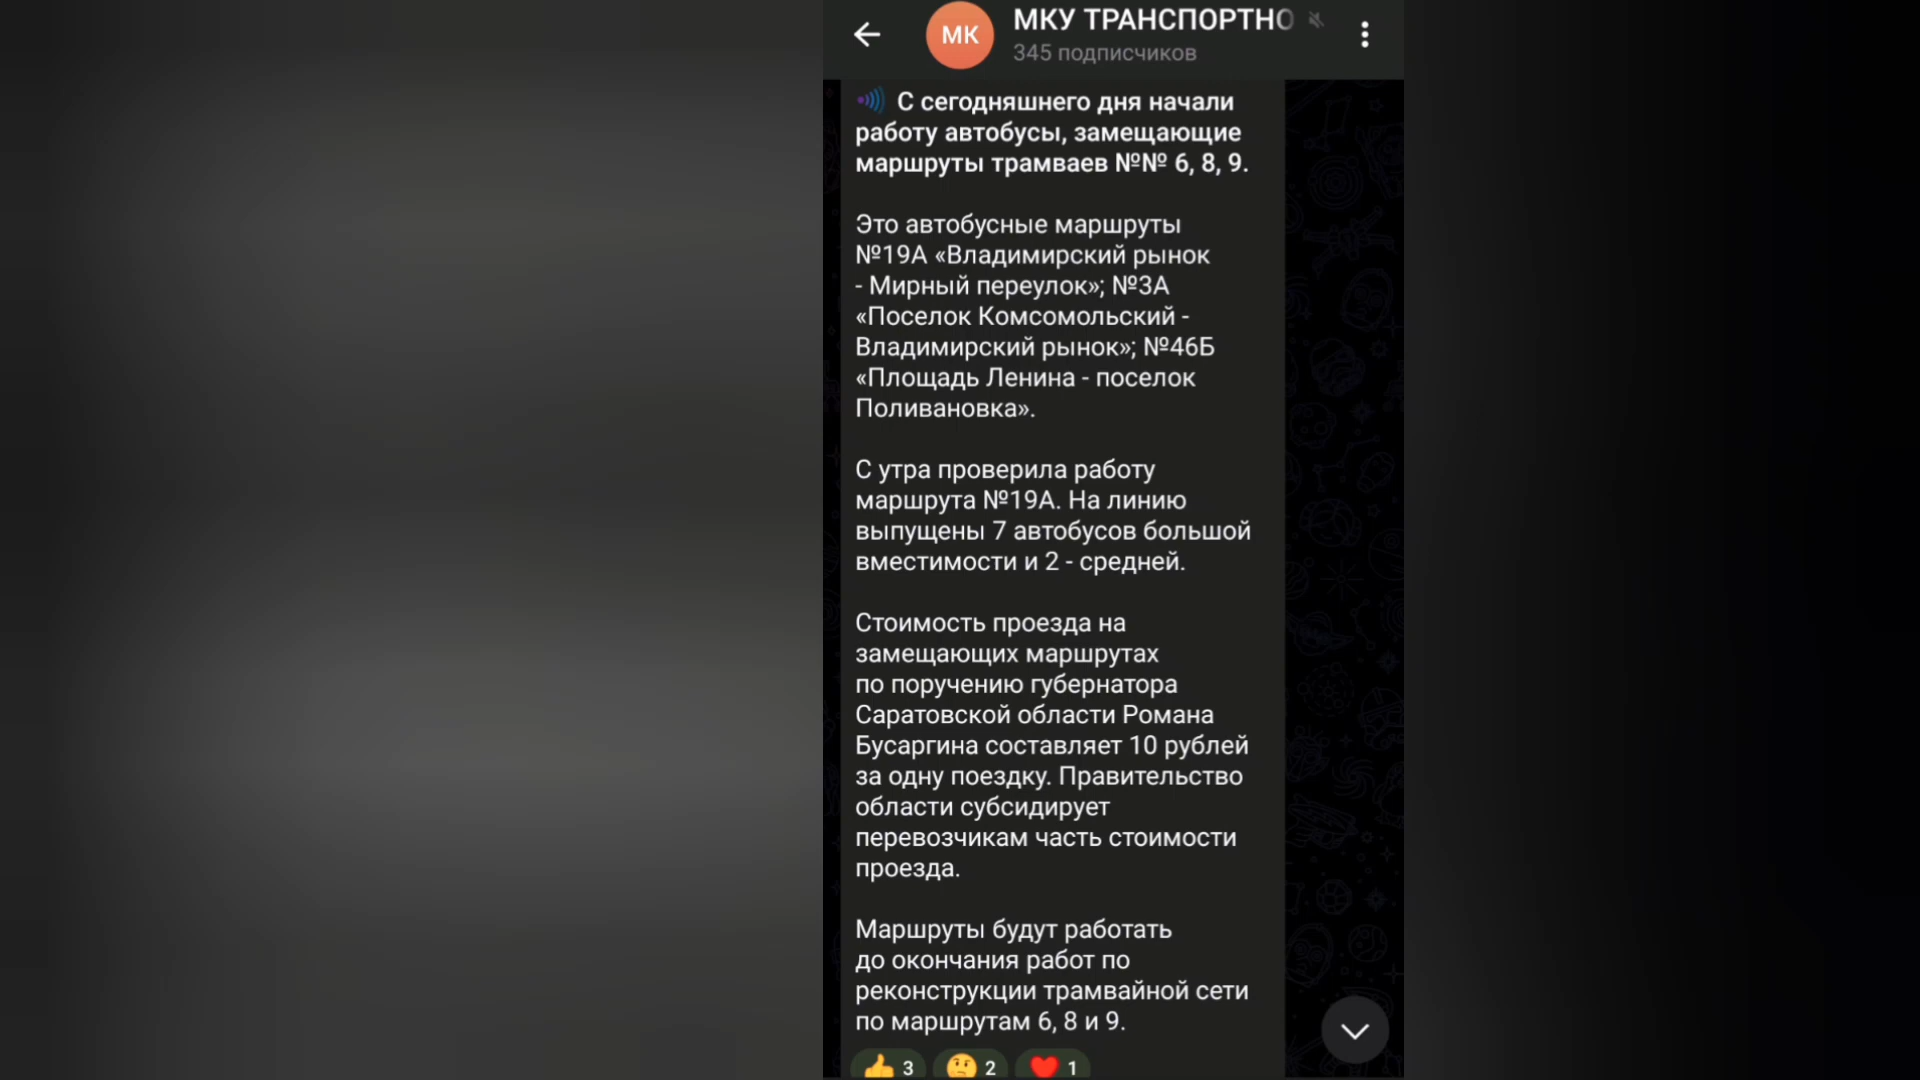 МК
МКУ ТРАНСПОРТНО
345 подписчиков
С сегодняшнего дня начали
работу автобусы, замещающие
маршруты трамваев №№ 6, 8, 9.
Это автобусные маршруты
№19А «Владимирский рынок
- Мирный переулок»; №3А
«Поселок Комсомольский -
Владимирский рынок»; №46Б
«Площадь Ленина - поселок
Поливановка».
С утра проверила работу
маршрута №19А. На линию
выпущены 7 автобусов большой
вместимости и 2 - средней.
Стоимость проезда на
замещающих маршрутах
по поручению губернатора
Саратовской области Романа
Бусаргина составляет 10 рублей
за одну поездку. Правительство
области субсидирует
перевозчикам часть стоимости
проезда.
Маршруты будут работать
до окончания работ по
реконструкции трамвайной сети
по маршрутам 6, 8 и 9.
3 2 1